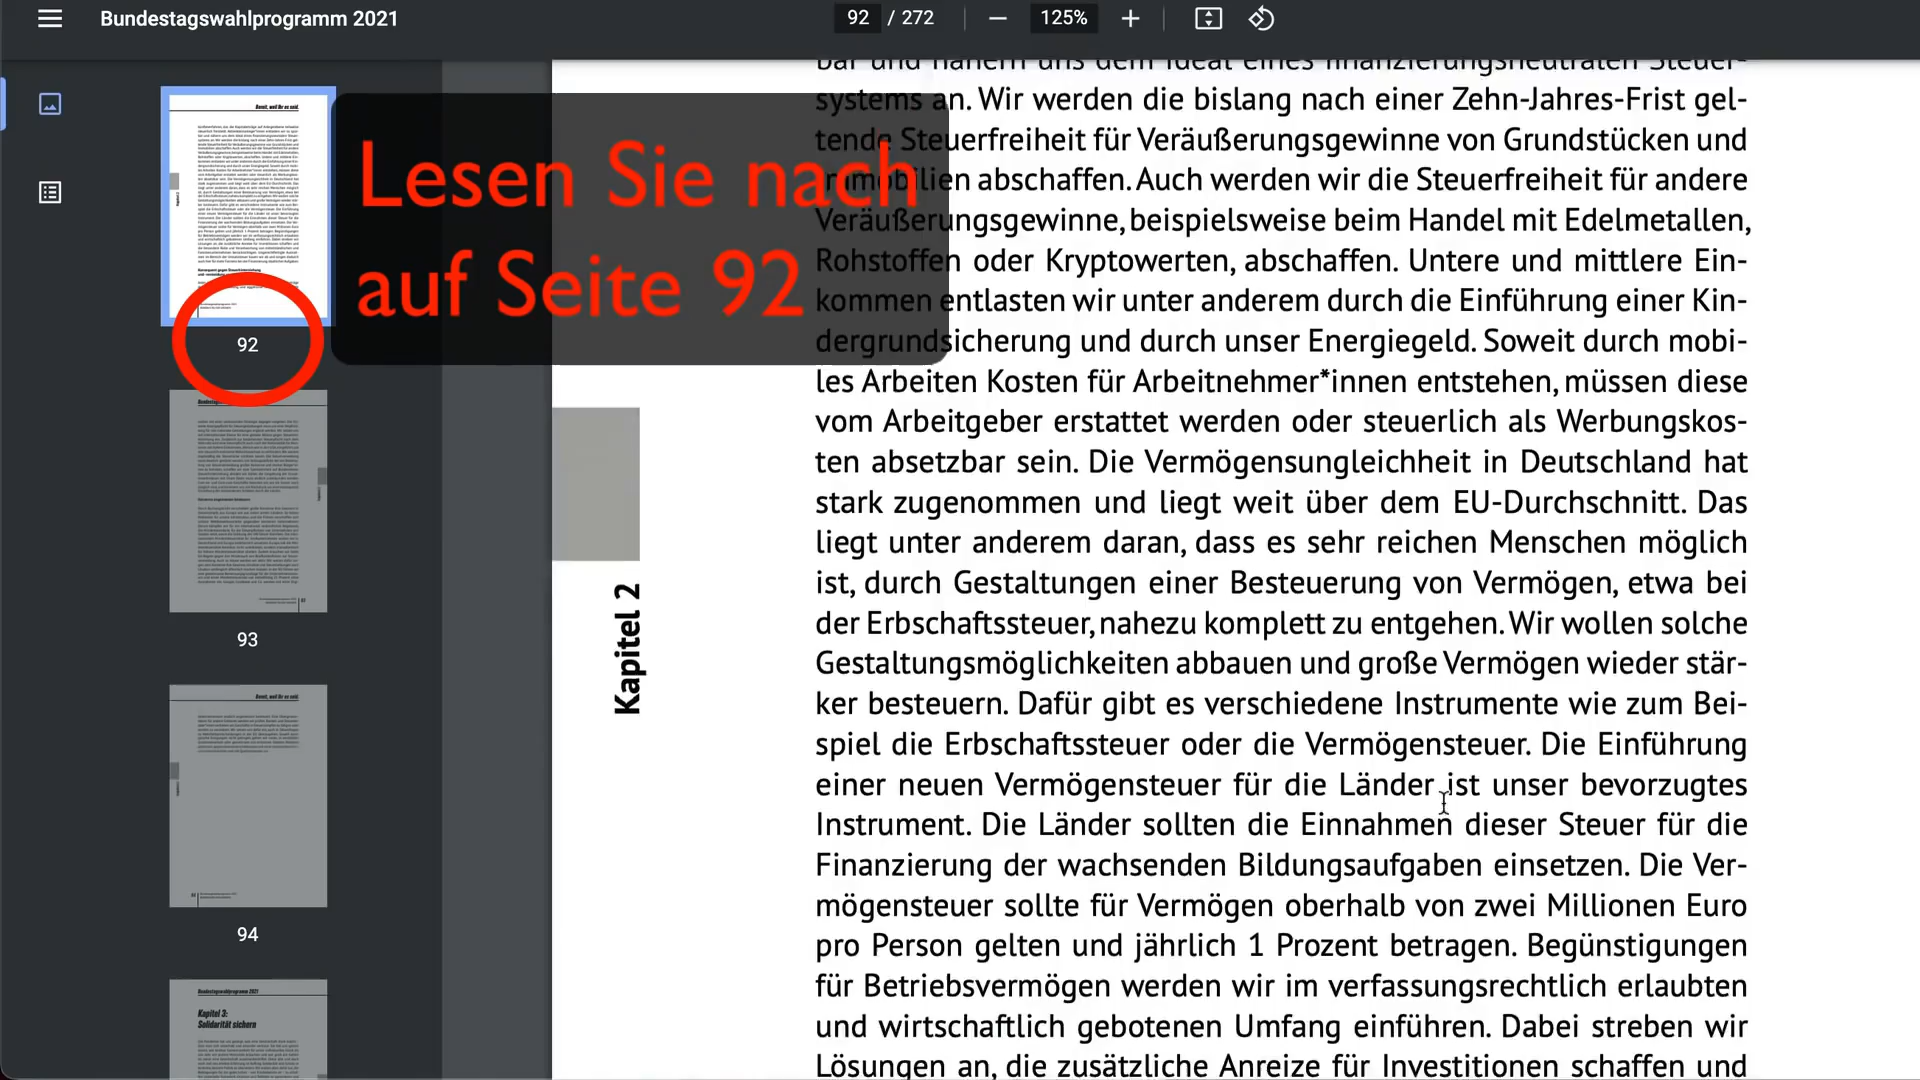 Bundestagswahlprogramm 2021
92 / 272
125%
Lesen Sie nach
auf Seite 92
92
93
94
Bereit, weil Ihr es seid.
Bundestagswahlprogramm 2021
Kapitel 3:
Solidarität sichern
Kapitel 2
bar und nähern uns dem Ideal eines finanzierungsneutralen Steuer-
systems an. Wir werden die bislang nach einer Zehn-Jahres-Frist gel-
tende Steuerfreiheit für Veräußerungsgewinne von Grundstücken und
Immobilien abschaffen. Auch werden wir die Steuerfreiheit für andere
Veräußerungsgewinne, beispielsweise beim Handel mit Edelmetallen,
Rohstoffen oder Kryptowerten, abschaffen. Untere und mittlere Ein-
kommen entlasten wir unter anderem durch die Einführung einer Kin-
dergrundsicherung und durch unser Energiegeld. Soweit durch mobi-
les Arbeiten Kosten für Arbeitnehmer*innen entstehen, müssen diese
vom Arbeitgeber erstattet werden oder steuerlich als Werbungskos-
ten absetzbar sein. Die Vermögensungleichheit in Deutschland hat
stark zugenommen und liegt weit über dem EU-Durchschnitt. Das
liegt unter anderem daran, dass es sehr reichen Menschen möglich
ist, durch Gestaltungen einer Besteuerung von Vermögen, etwa bei
der Erbschaftssteuer, nahezu komplett zu entgehen. Wir wollen solche
Gestaltungsmöglichkeiten abbauen und große Vermögen wieder stär-
ker besteuern. Dafür gibt es verschiedene Instrumente wie zum Bei-
spiel die Erbschaftssteuer oder die Vermögensteuer. Die Einführung
einer neuen Vermögensteuer für die Länder ist unser bevorzugtes
Instrument. Die Länder sollten die Einnahmen dieser Steuer für die
Finanzierung der wachsenden Bildungsaufgaben einsetzen. Die Ver-
mögensteuer sollte für Vermögen oberhalb von zwei Millionen Euro
pro Person gelten und jährlich 1 Prozent betragen. Begünstigungen
für Betriebsvermögen werden wir im verfassungsrechtlich erlaubten
und wirtschaftlich gebotenen Umfang einführen. Dabei streben wir
Lösungen an, die zusätzliche Anreize für Investitionen schaffen und